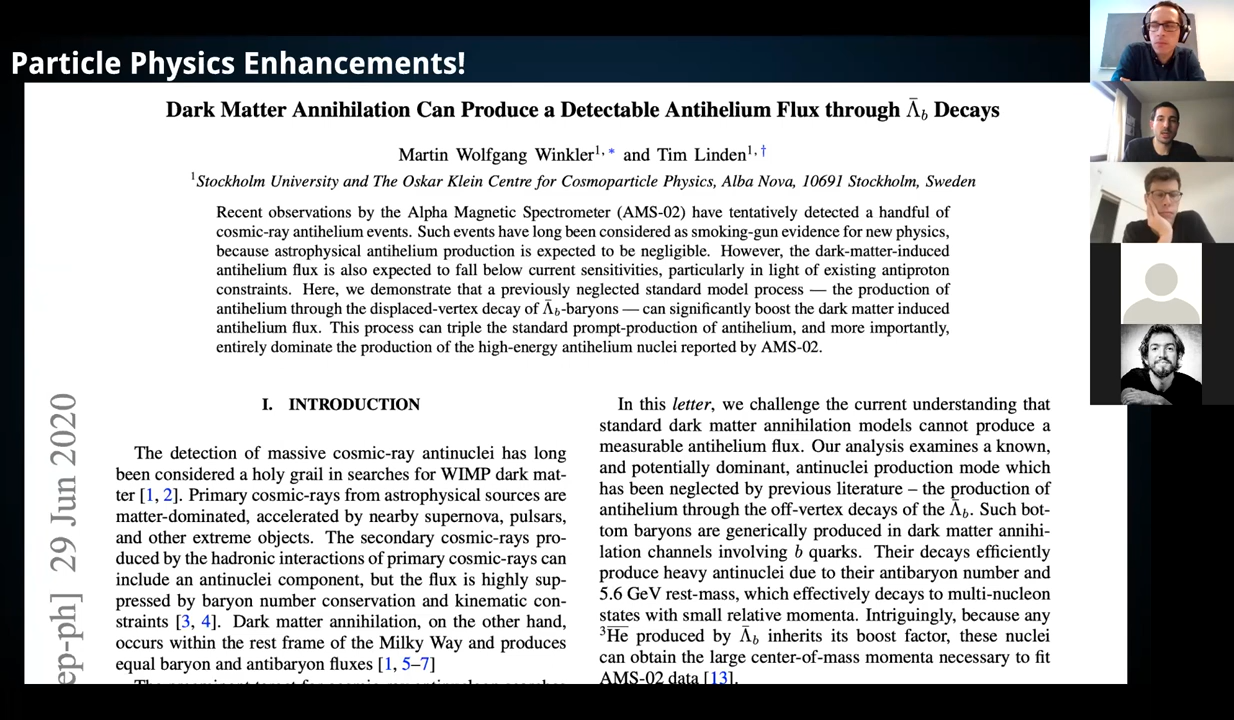 Particle Physics Enhancements!
Dark Matter Annihilation Can Produce a Detectable Antihelium Flux through Λ̄_b Decays
Martin Wolfgang Winkler¹,* and Tim Linden¹,†
¹Stockholm University and The Oskar Klein Centre for Cosmoparticle Physics, Alba Nova, 10691 Stockholm, Sweden
Recent observations by the Alpha Magnetic Spectrometer (AMS-02) have tentatively detected a handful of
cosmic-ray antihelium events. Such events have long been considered as smoking-gun evidence for new physics,
because astrophysical antihelium production is expected to be negligible. However, the dark-matter-induced
antihelium flux is also expected to fall below current sensitivities, particularly in light of existing antiproton
constraints. Here, we demonstrate that a previously neglected standard model process — the production of
antihelium through the displaced-vertex decay of Λ̄_b-baryons — can significantly boost the dark matter induced
antihelium flux. This process can triple the standard prompt-production of antihelium, and more importantly,
entirely dominate the production of the high-energy antihelium nuclei reported by AMS-02.
I. INTRODUCTION
The detection of massive cosmic-ray antinuclei has long
been considered a holy grail in searches for WIMP dark mat-
ter [1, 2]. Primary cosmic-rays from astrophysical sources are
matter-dominated, accelerated by nearby supernova, pulsars,
and other extreme objects. The secondary cosmic-rays pro-
duced by the hadronic interactions of primary cosmic-rays can
include an antinuclei component, but the flux is highly sup-
pressed by baryon number conservation and kinematic con-
straints [3, 4]. Dark matter annihilation, on the other hand,
occurs within the rest frame of the Milky Way and produces
equal baryon and antibaryon fluxes [1, 5–7]
In this letter, we challenge the current understanding that
standard dark matter annihilation models cannot produce a
measurable antihelium flux. Our analysis examines a known,
and potentially dominant, antinuclei production mode which
has been neglected by previous literature – the production of
antihelium through the off-vertex decays of the Λ̄_b. Such bot-
tom baryons are generically produced in dark matter annihi-
lation channels involving b quarks. Their decays efficiently
produce heavy antinuclei due to their antibaryon number and
5.6 GeV rest-mass, which effectively decays to multi-nucleon
states with small relative momenta. Intriguingly, because any
³H̅e̅ produced by Λ̄_b inherits its boost factor, these nuclei
can obtain the large center-of-mass momenta necessary to fit
AMS-02 data [13].
ep-ph] 29 Jun 2020